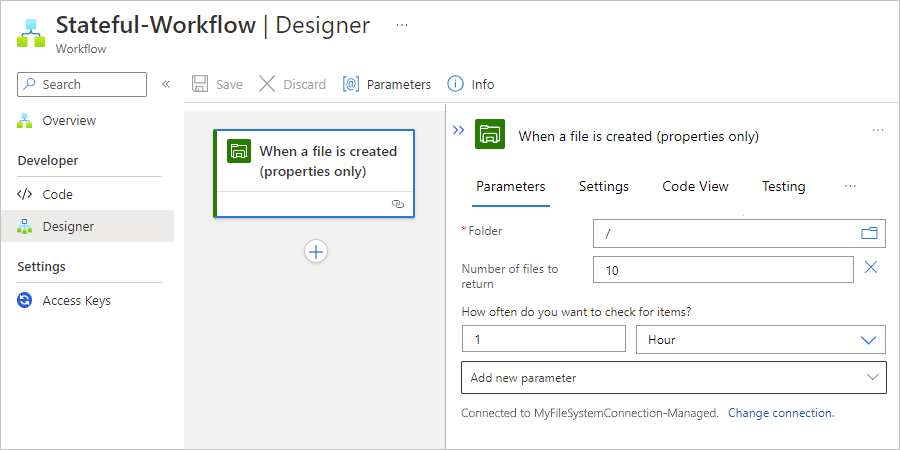 Stateful-Workflow | Designer ...
Workflow
Search «
Overview
Developer
</> Code
Designer
Settings
Access Keys
Save Discard [@] Parameters Info
When a file is created
(properties only)
+
» When a file is created (properties only) ...
Parameters Settings Code View Testing ...
* Folder
/
Number of files to
return
10
How often do you want to check for items?
1 Hour
Add new parameter
Connected to MyFileSystemConnection-Managed. Change connection.